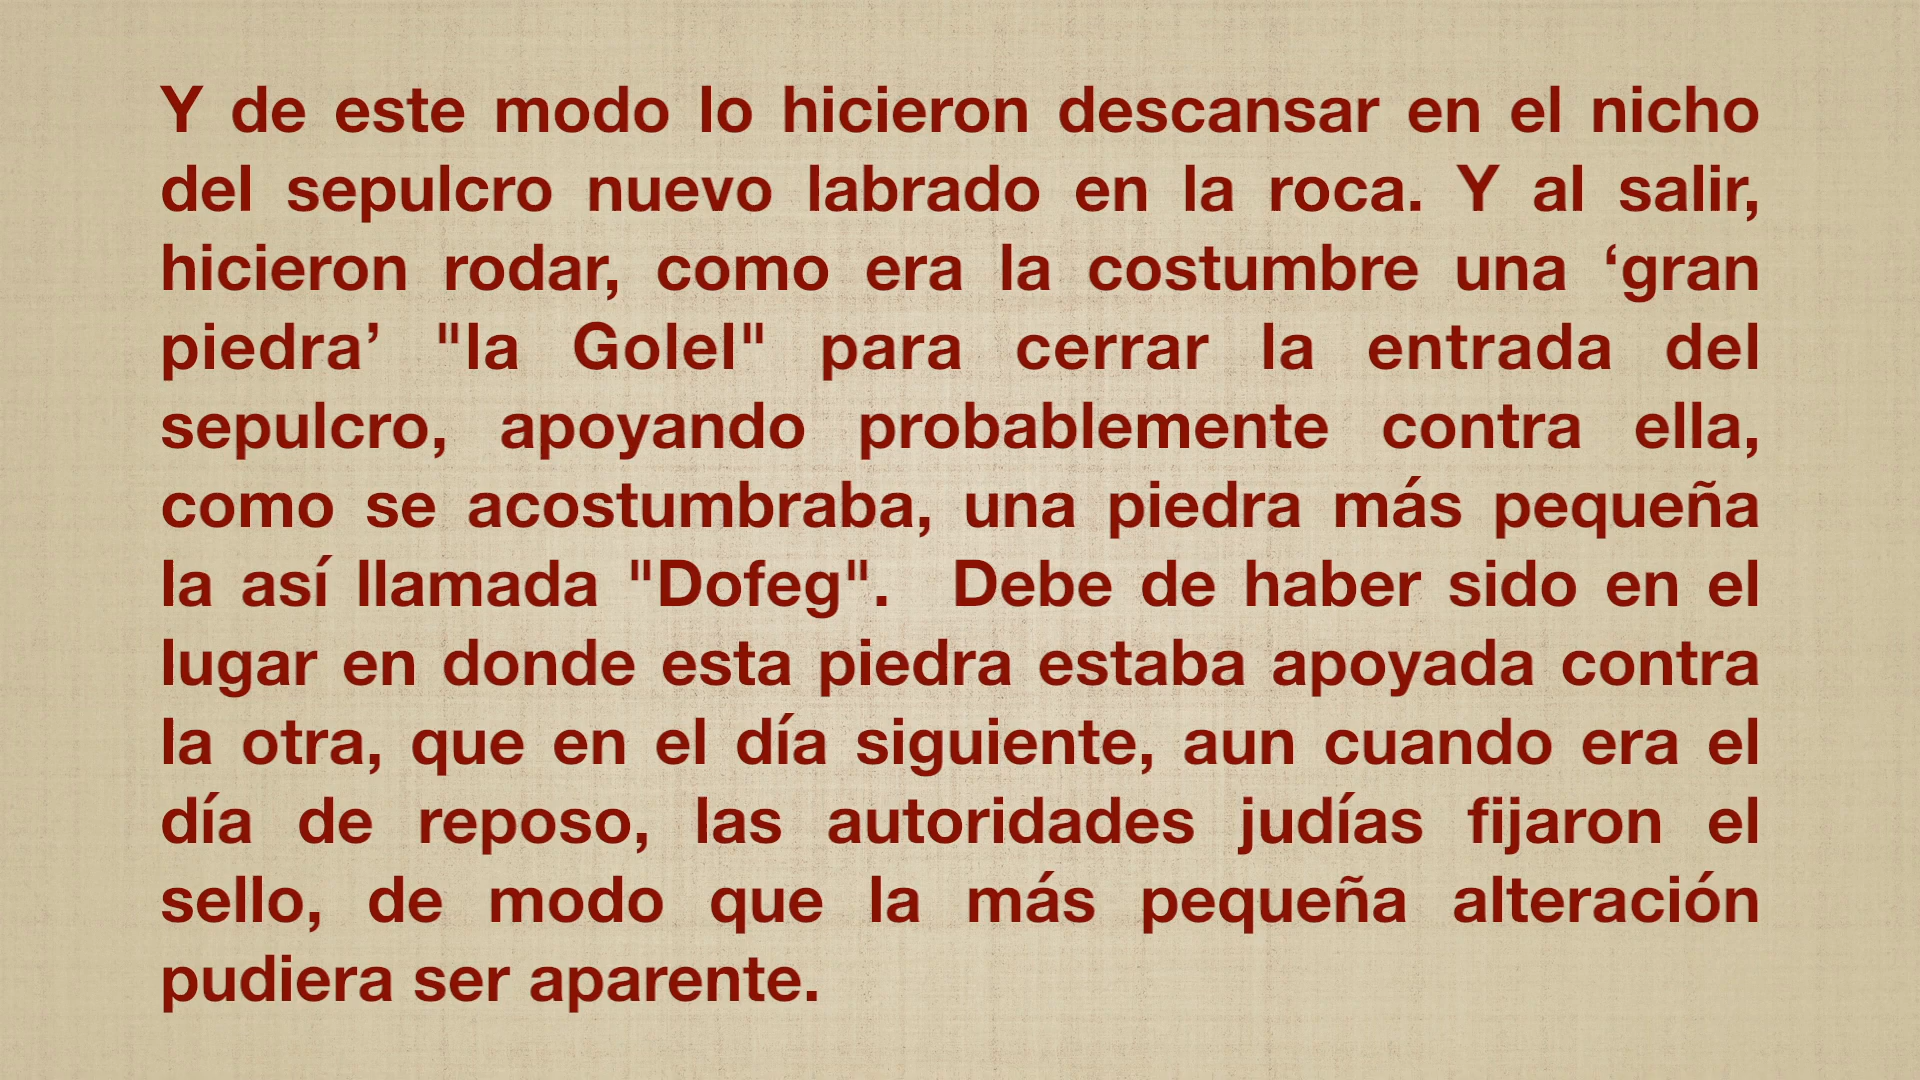 Y de este modo lo hicieron descansar en el nicho
del sepulcro nuevo labrado en la roca. Y al salir,
hicieron rodar, como era la costumbre una ‘gran
piedra’ "la Golel" para cerrar la entrada del
sepulcro, apoyando probablemente contra ella,
como se acostumbraba, una piedra más pequeña
la así llamada "Dofeg".  Debe de haber sido en el
lugar en donde esta piedra estaba apoyada contra
la otra, que en el día siguiente, aun cuando era el
día de reposo, las autoridades judías fijaron el
sello, de modo que la más pequeña alteración
pudiera ser aparente.